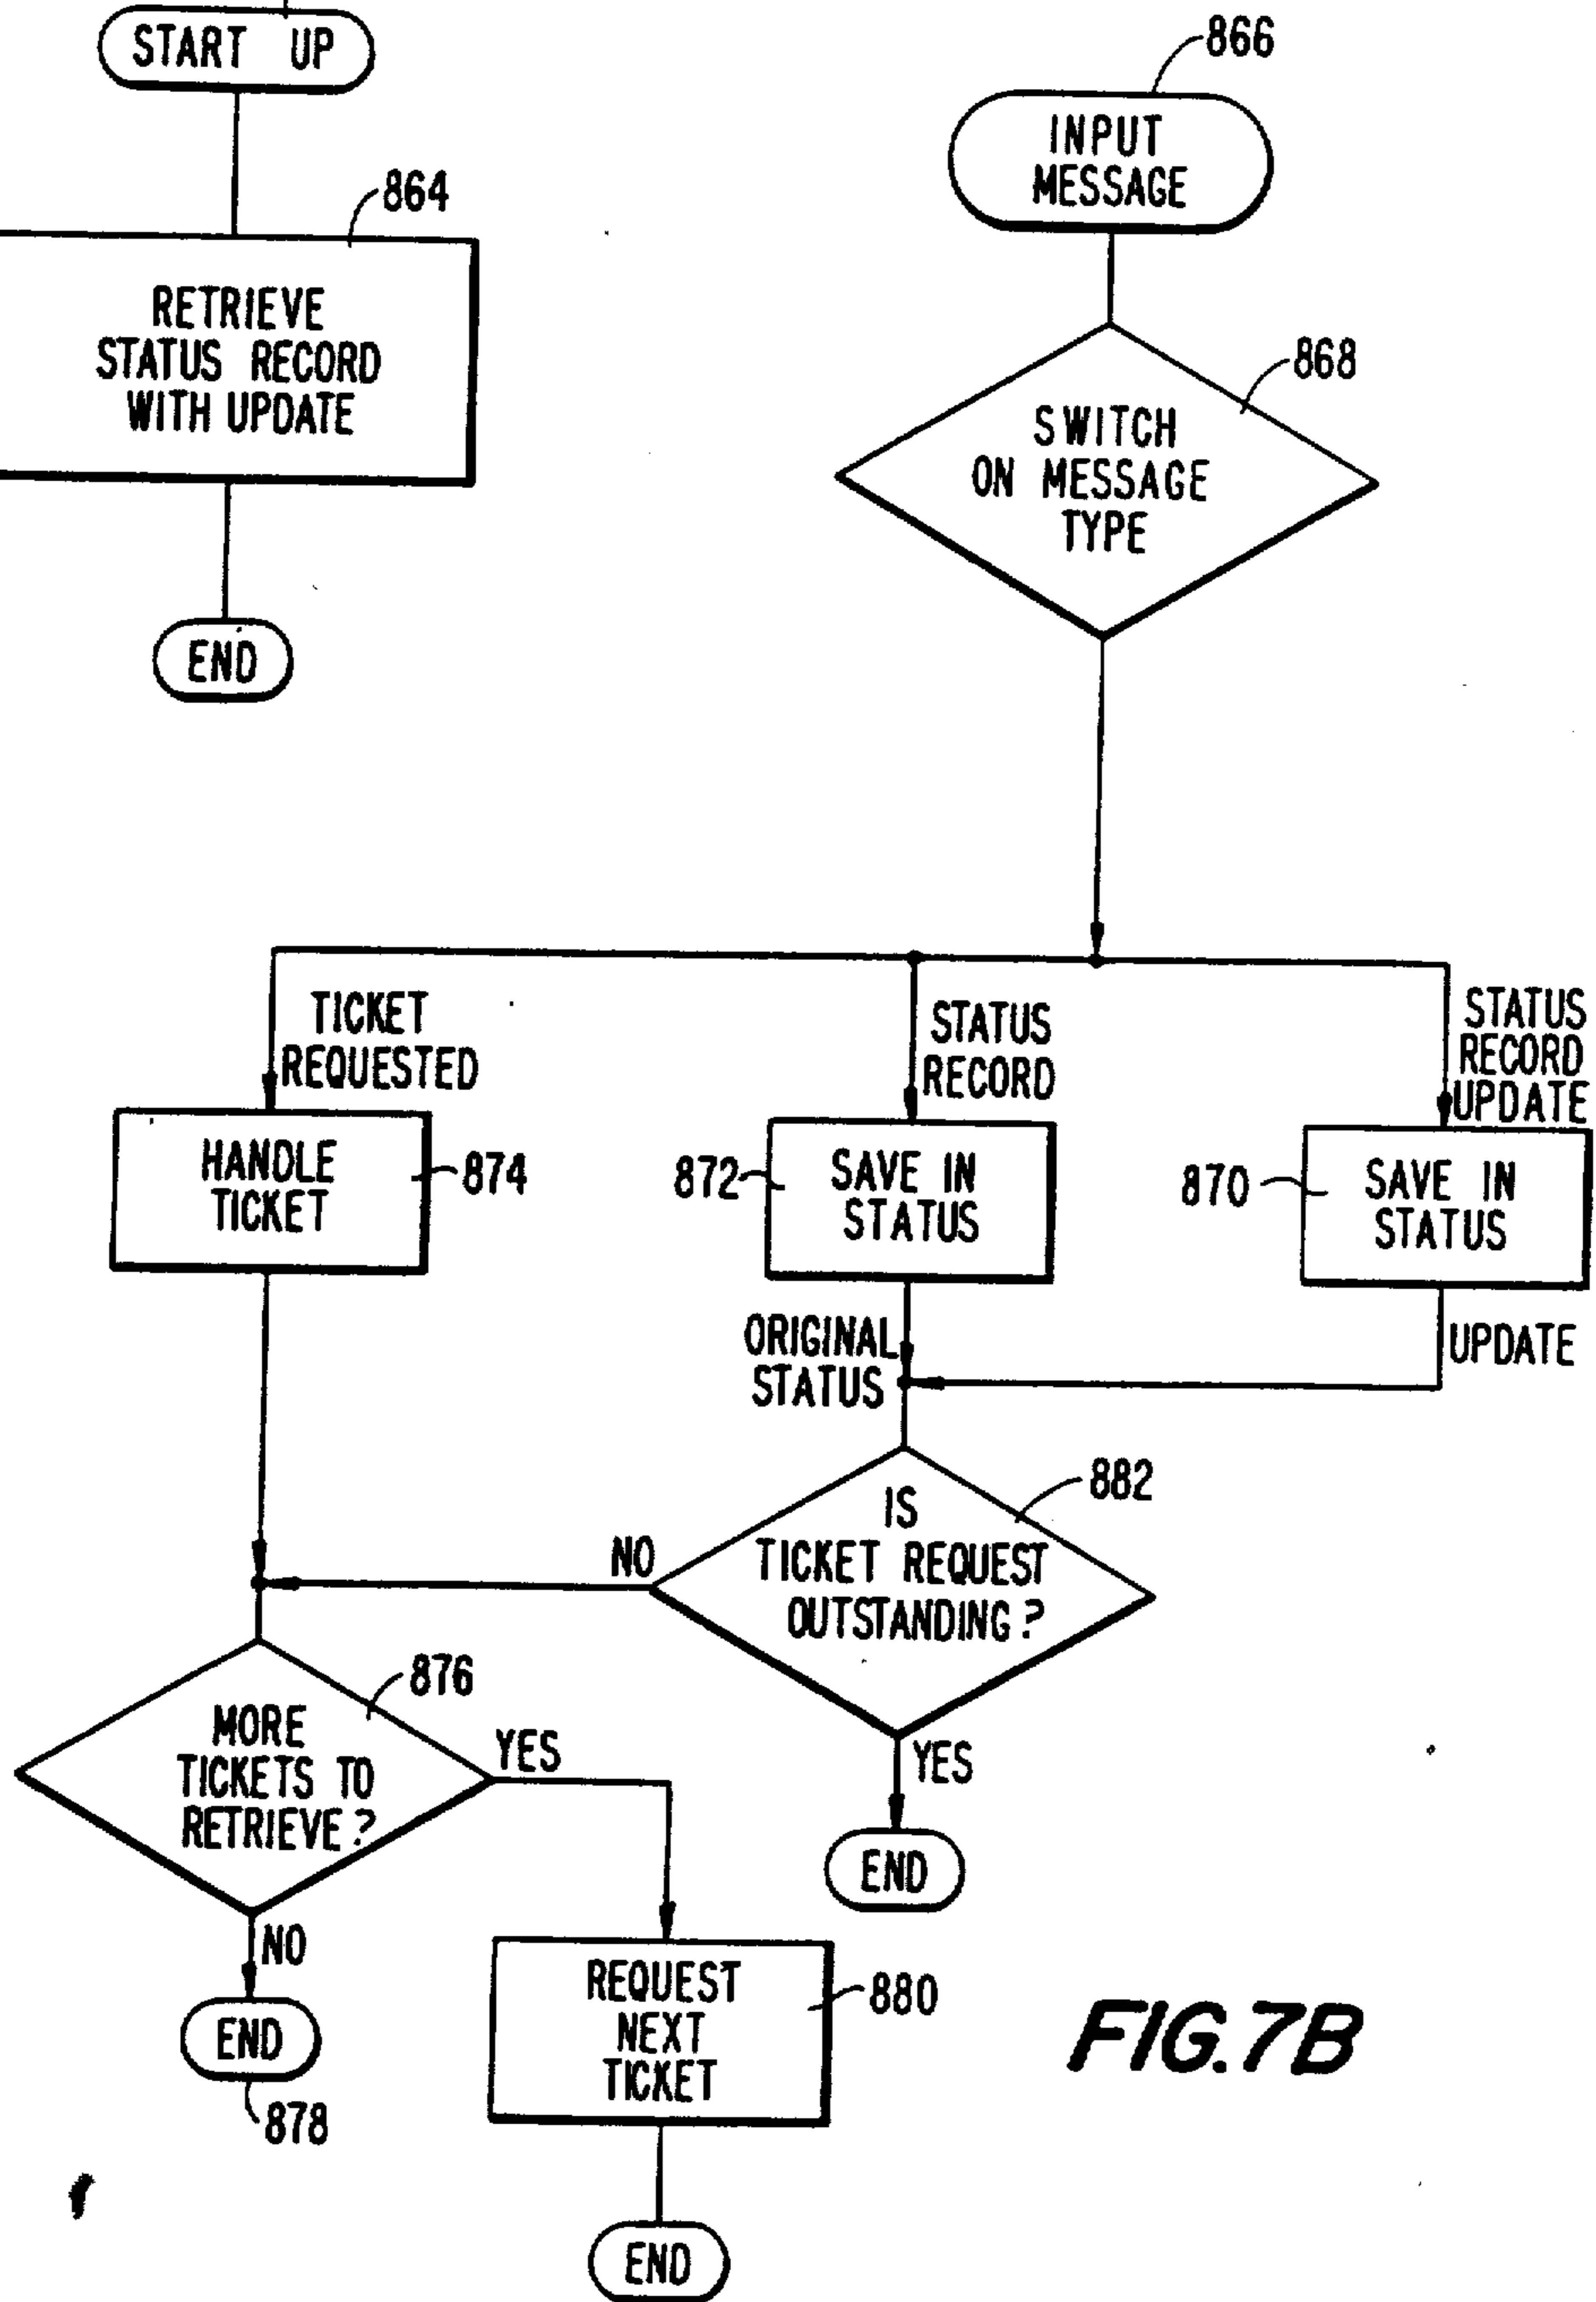 START UP
864
RETRIEVE
STATUS RECORD
WITH UPDATE
END
866
INPUT
MESSAGE
868
SWITCH
ON MESSAGE
TYPE
TICKET
REQUESTED
STATUS
RECORD
STATUS
RECORD
UPDATE
HANDLE
TICKET
874
872
SAVE IN
STATUS
870
SAVE IN
STATUS
ORIGINAL
STATUS
UPDATE
882
IS
TICKET REQUEST
OUTSTANDING?
NO
YES
END
876
MORE
TICKETS TO
RETRIEVE?
YES
NO
END
878
REQUEST
NEXT
TICKET
880
END
FIG.7B